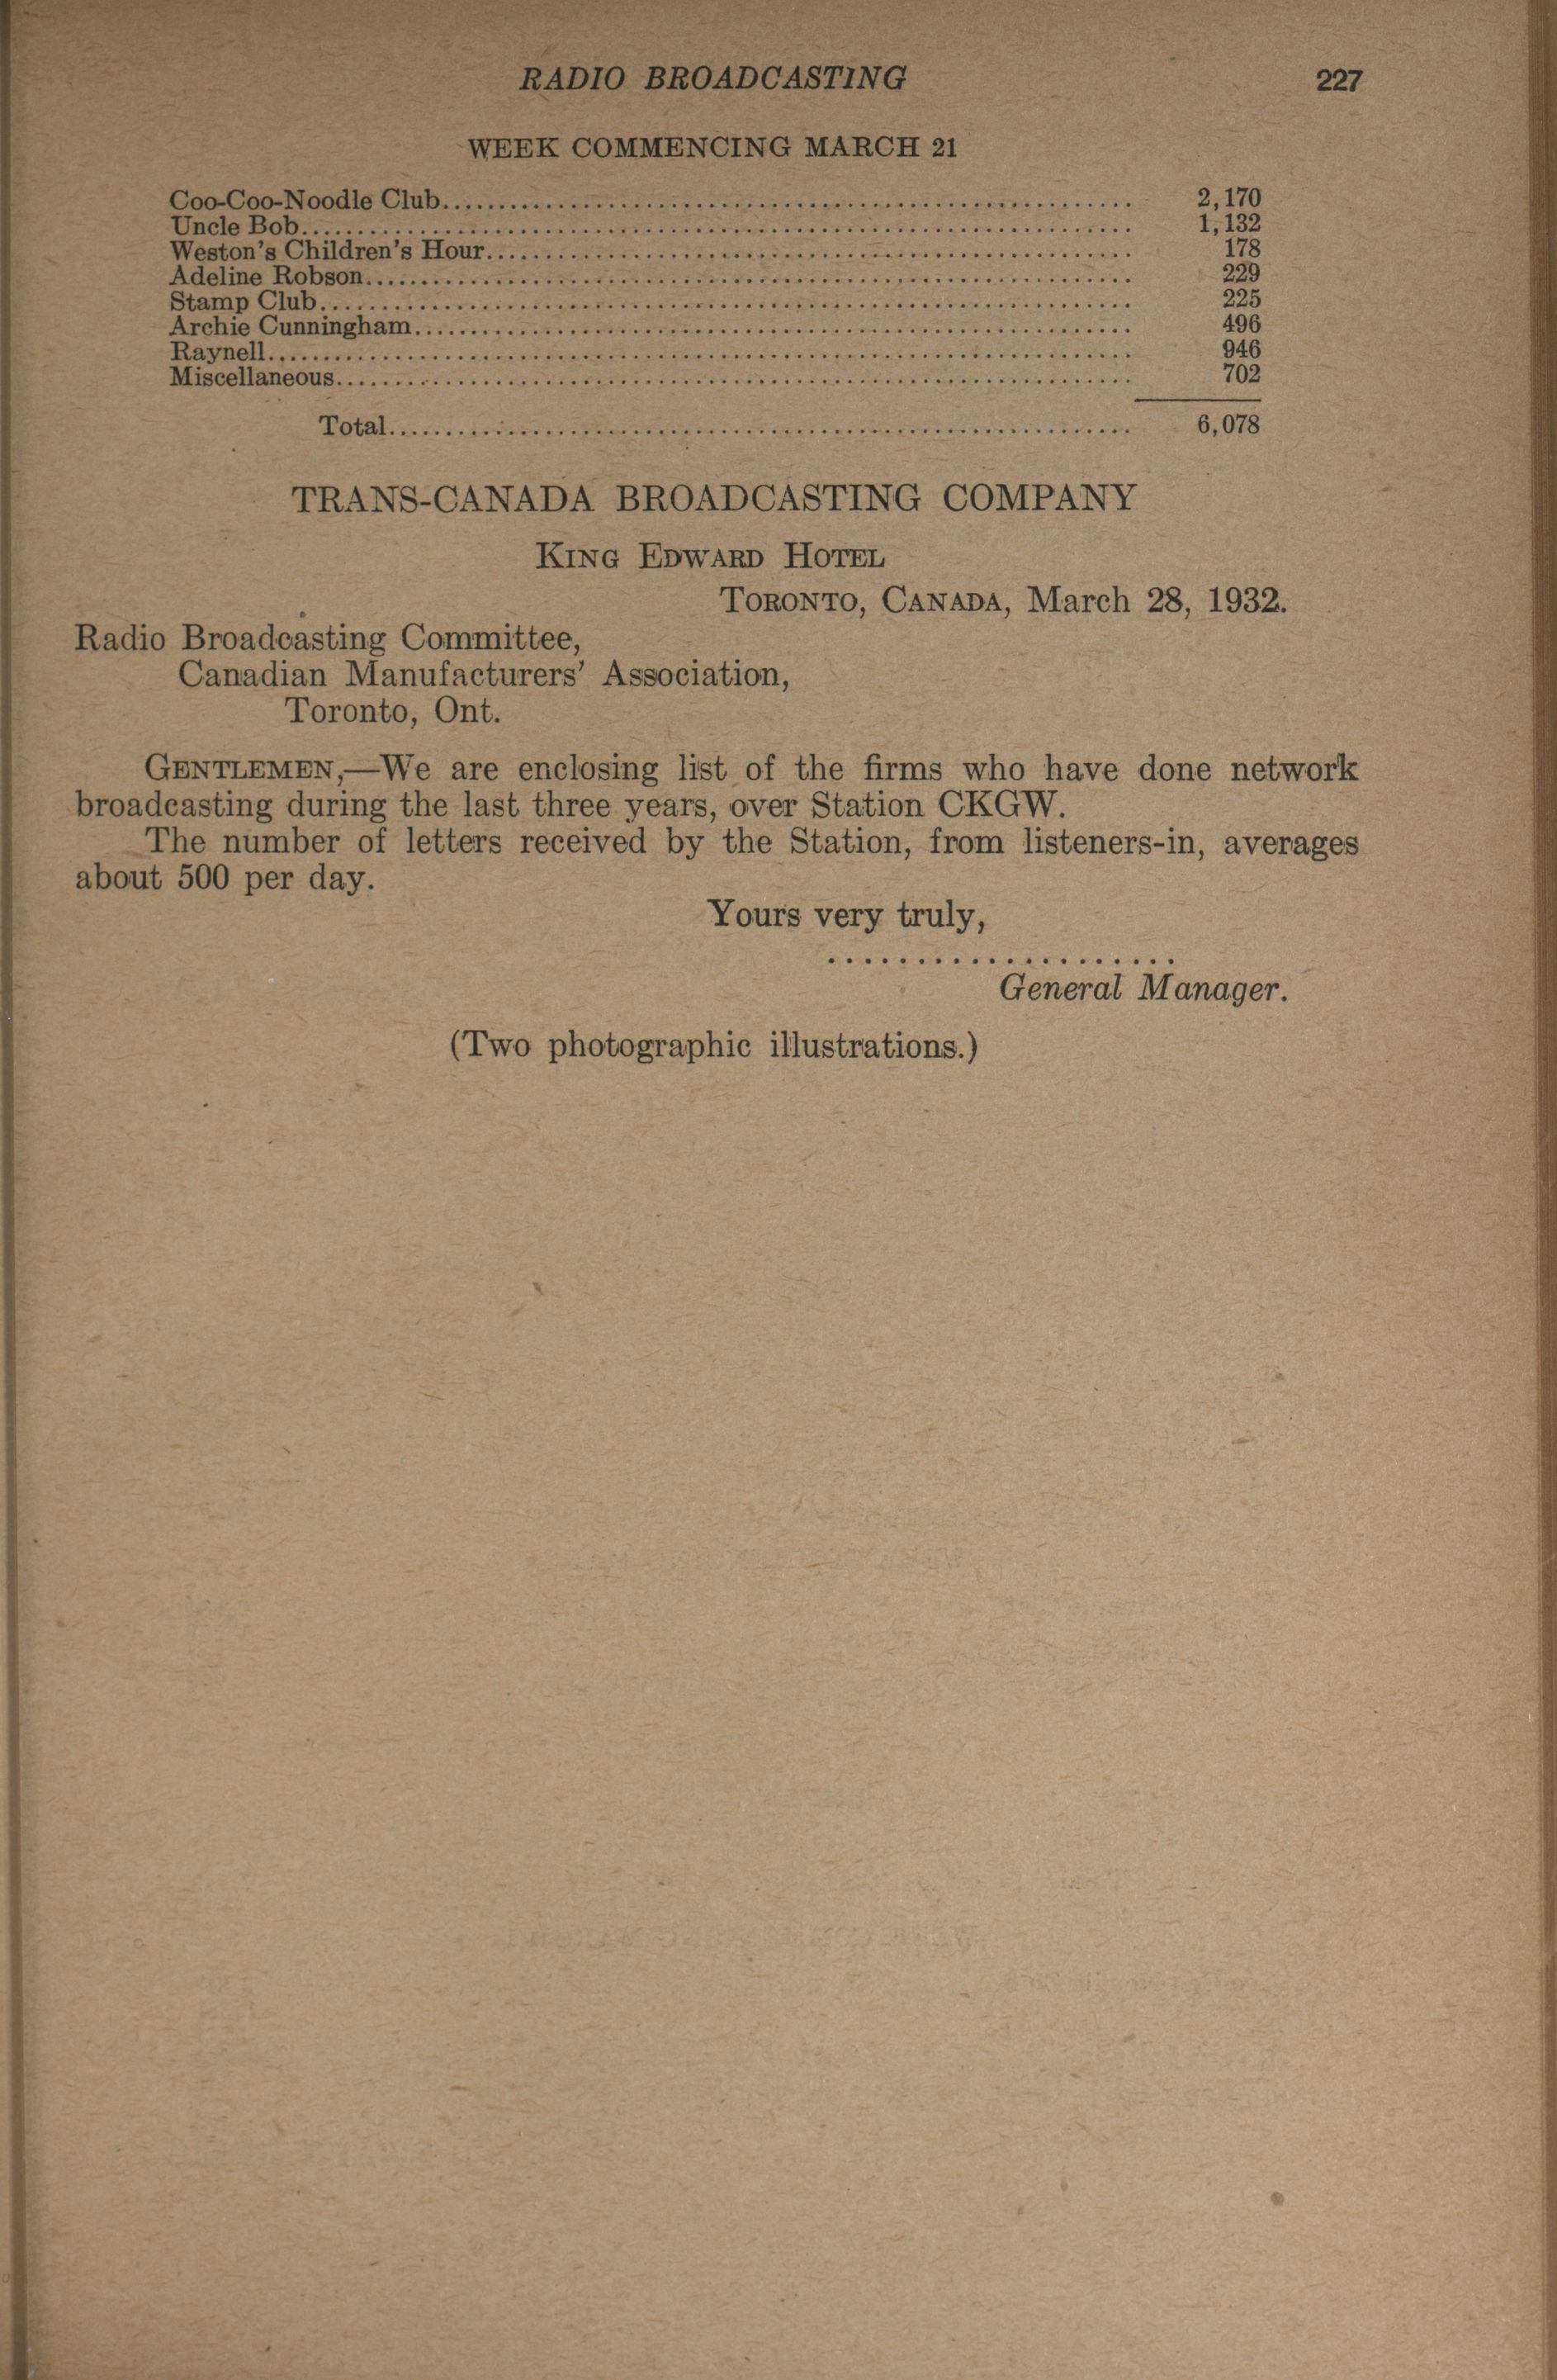 RADIO BROADCASTING 227
WEEK COMMENCING MARCH 21
Coo-Coo-Noodle Club........ 2,170
Uncle Bob........ 1,132
Weston's Children's Hour........ 178
Adeline Robson........ 229
Stamp Club........ 225
Archie Cunningham........ 496
Raynell........ 946
Miscellaneous........ 702
Total........ 6,078
TRANS-CANADA BROADCASTING COMPANY
KING EDWARD HOTEL
TORONTO, CANADA, March 28, 1932.
Radio Broadcasting Committee,
Canadian Manufacturers' Association,
Toronto, Ont.
GENTLEMEN,—We are enclosing list of the firms who have done network
broadcasting during the last three years, over Station CKGW.
The number of letters received by the Station, from listeners-in, averages
about 500 per day.
Yours very truly,
....................
General Manager.
(Two photographic illustrations.)